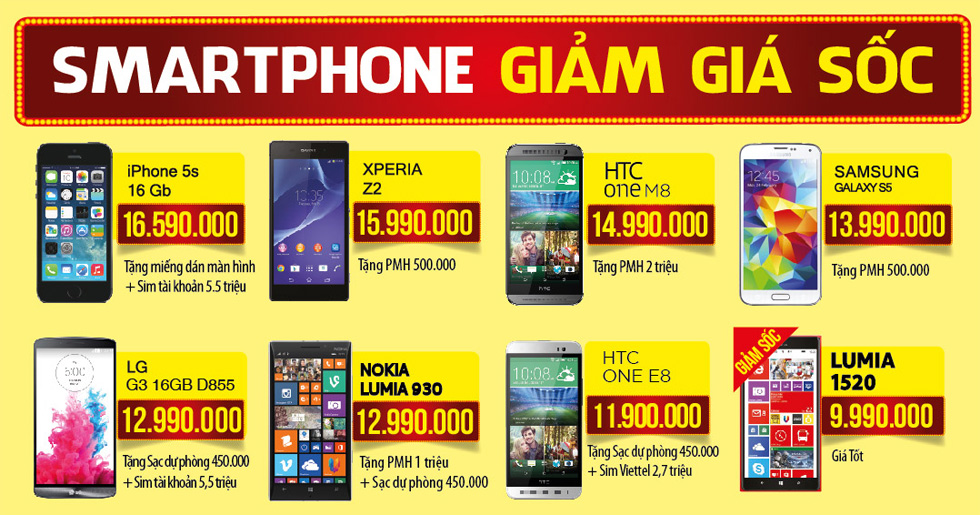 SMARTPHONE GIẢM GIÁ SỐC
iPhone 5s
16 Gb
16.590.000
Tặng miếng dán màn hình
+ Sim tài khoản 5.5 triệu
XPERIA
Z2
15.990.000
Tặng PMH 500.000
10:08
HTC
one M8
14.990.000
Tặng PMH 2 triệu
SAMSUNG
GALAXY S5
13.990.000
Tặng PMH 500.000
LG
G3 16GB D855
12.990.000
Tặng Sạc dự phòng 450.000
+ Sim tài khoản 5,5 triệu
NOKIA
LUMIA 930
12.990.000
Tặng PMH 1 triệu
+ Sạc dự phòng 450.000
10:08
HTC
ONE E8
11.900.000
Tặng Sạc dự phòng 450.000
+ Sim Viettel 2,7 triệu
GIẢM SỐC
LUMIA
1520
9.990.000
Giá Tốt